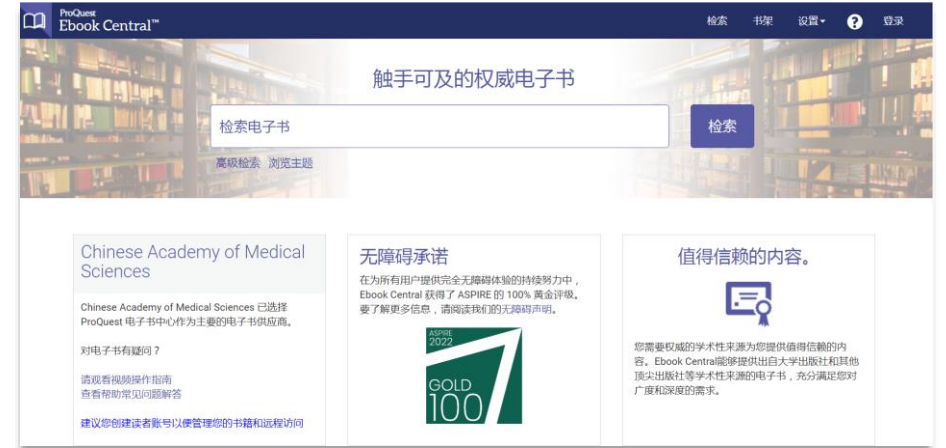 ProQuest
Ebook Central™
检索 书架 设置 ? 登录
触手可及的权威电子书
检索电子书
检索
高级检索 浏览主题
Chinese Academy of Medical
Sciences
Chinese Academy of Medical Sciences 已选择
ProQuest 电子书中心作为主要的电子书供应商。
对电子书有疑问？
请观看视频操作指南
查看帮助常见问题解答
建议您创建读者账号以便管理您的书籍和远程访问
无障碍承诺
在为所有用户提供完全无障碍体验的持续努力中，
Ebook Central 获得了 ASPIRE 的 100% 黄金评级。
要了解更多信息，请阅读我们的无障碍声明。
ASPIRE
2022
GOLD
100
值得信赖的内容。
您需要权威的学术性来源为您提供值得信赖的内
容。Ebook Central能够提供出自大学出版社和其他
顶尖出版社等学术性来源的电子书，充分满足您对
广度和深度的需求。